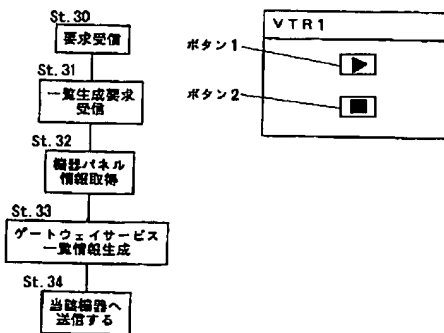 St.30
要求受信
St.31
一覧生成要求
受信
St.32
機器パネル
情報取得
St.33
ゲートウェイサービス
一覧情報生成
St.34
当該機器へ
送信する
VTR1
ボタン1
ボタン2